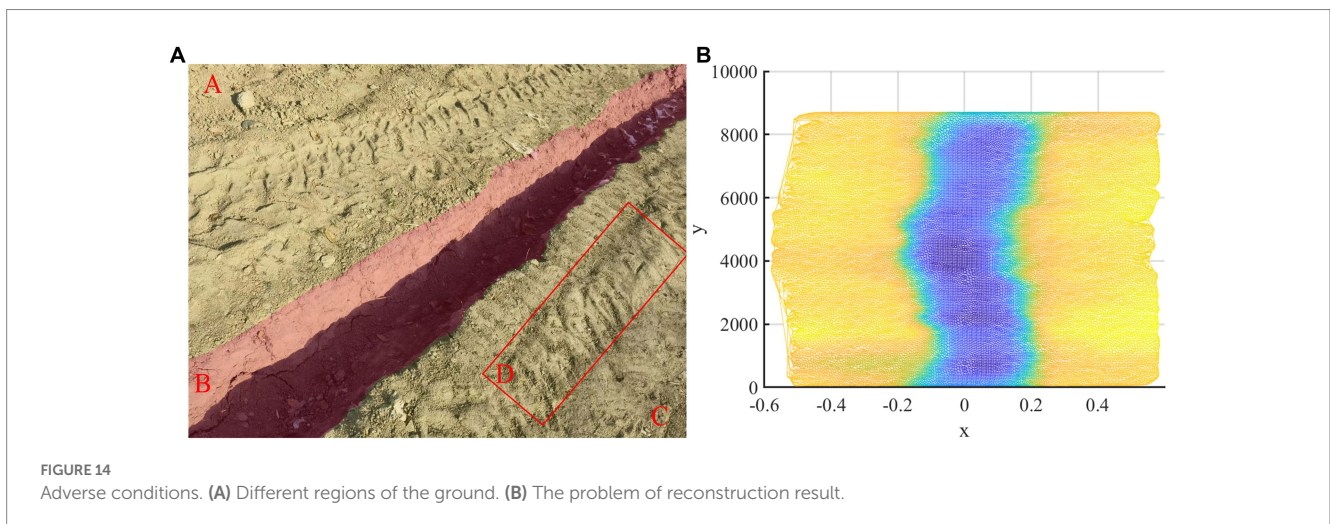 A
A
B
D
C
B
10000
8000
6000
4000
2000
0
y
-0.6
-0.4
-0.2
0
0.2
0.4
x
FIGURE 14
Adverse conditions. (A) Different regions of the ground. (B) The problem of reconstruction result.